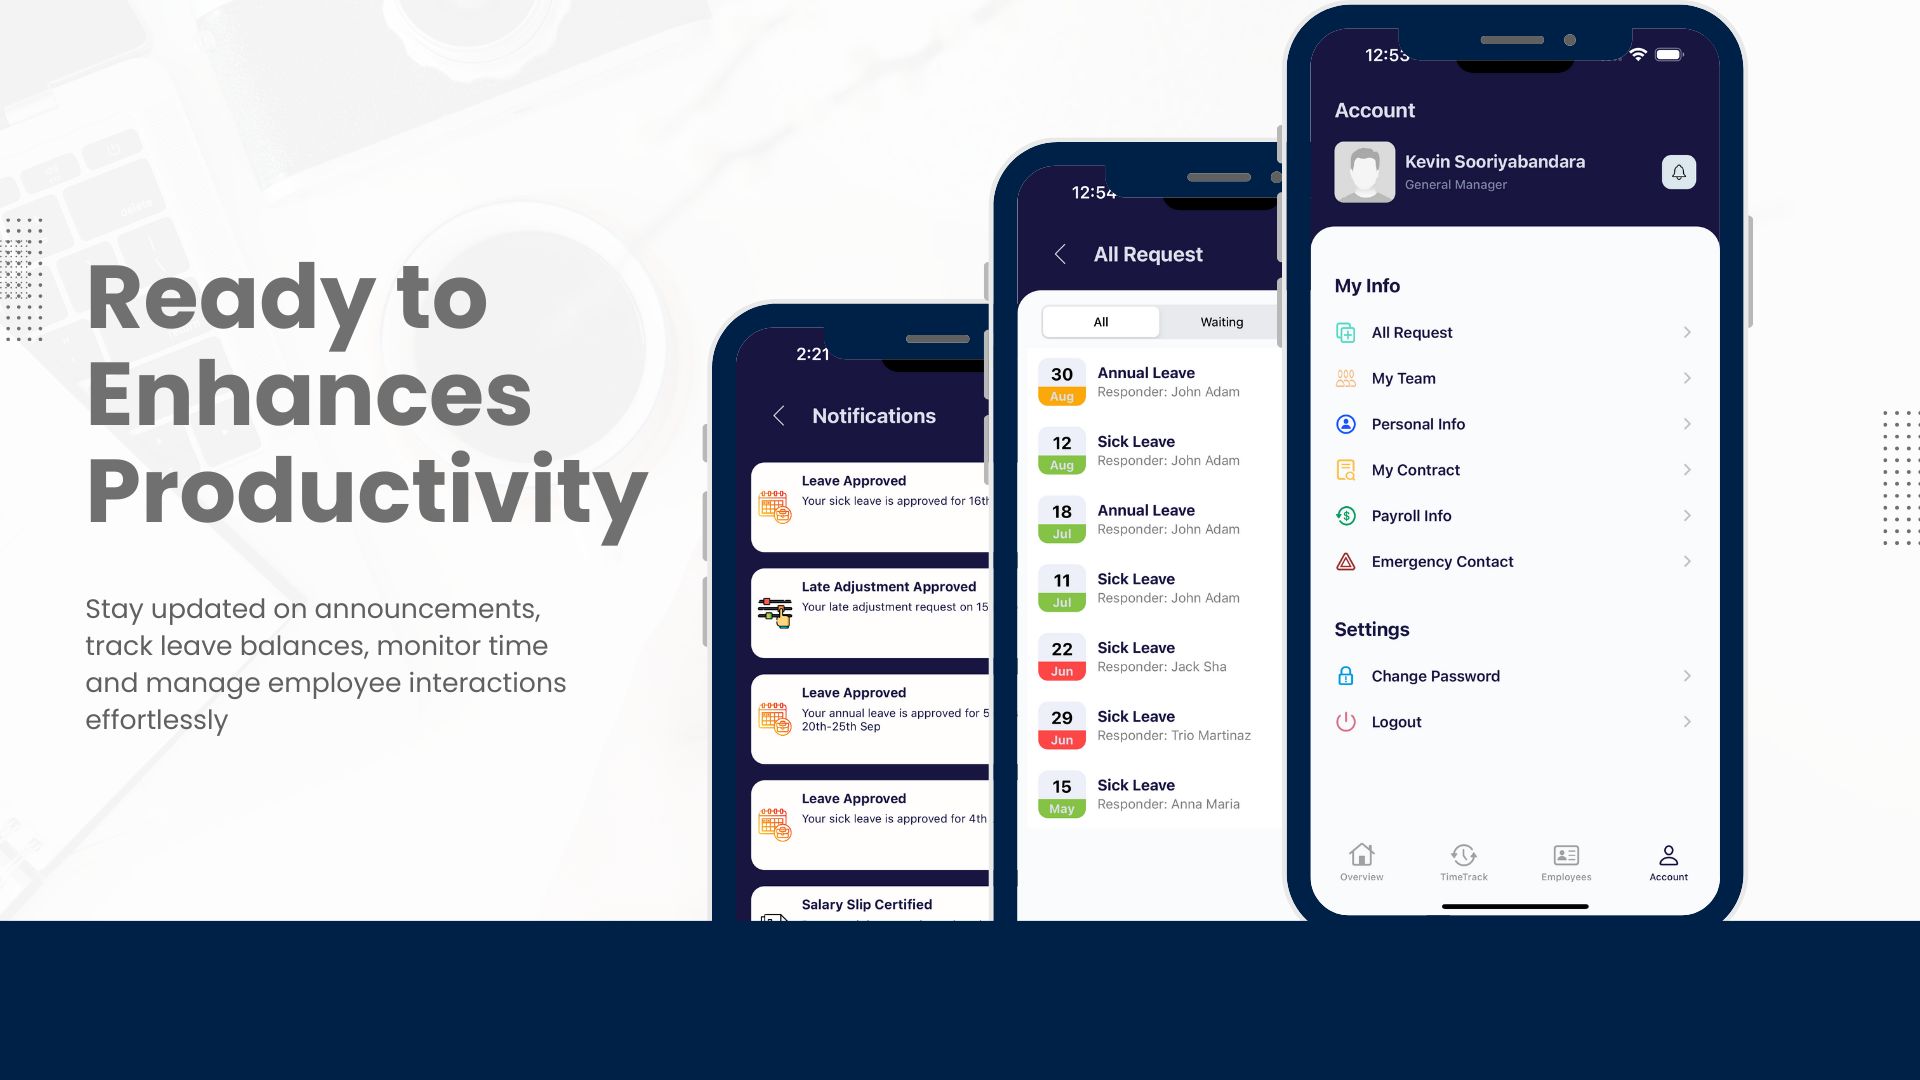 Ready to
Enhances
Productivity
Stay updated on announcements,
track leave balances, monitor time
and manage employee interactions
effortlessly
2:21
Notifications
Leave Approved
Your sick leave is approved for 16th
Late Adjustment Approved
Your late adjustment request on 15
Leave Approved
Your annual leave is approved for 5
20th-25th Sep
Leave Approved
Your sick leave is approved for 4th
Salary Slip Certified
12:54
All Request
All
Waiting
30
Aug
Annual Leave
Responder: John Adam
12
Aug
Sick Leave
Responder: John Adam
18
Jul
Annual Leave
Responder: John Adam
11
Jul
Sick Leave
Responder: John Adam
22
Jun
Sick Leave
Responder: Jack Sha
29
Jun
Sick Leave
Responder: Trio Martinaz
15
May
Sick Leave
Responder: Anna Maria
12:53
Account
Kevin Sooriyabandara
General Manager
My Info
All Request
My Team
Personal Info
My Contract
Payroll Info
Emergency Contact
Settings
Change Password
Logout
Overview
TimeTrack
Employees
Account